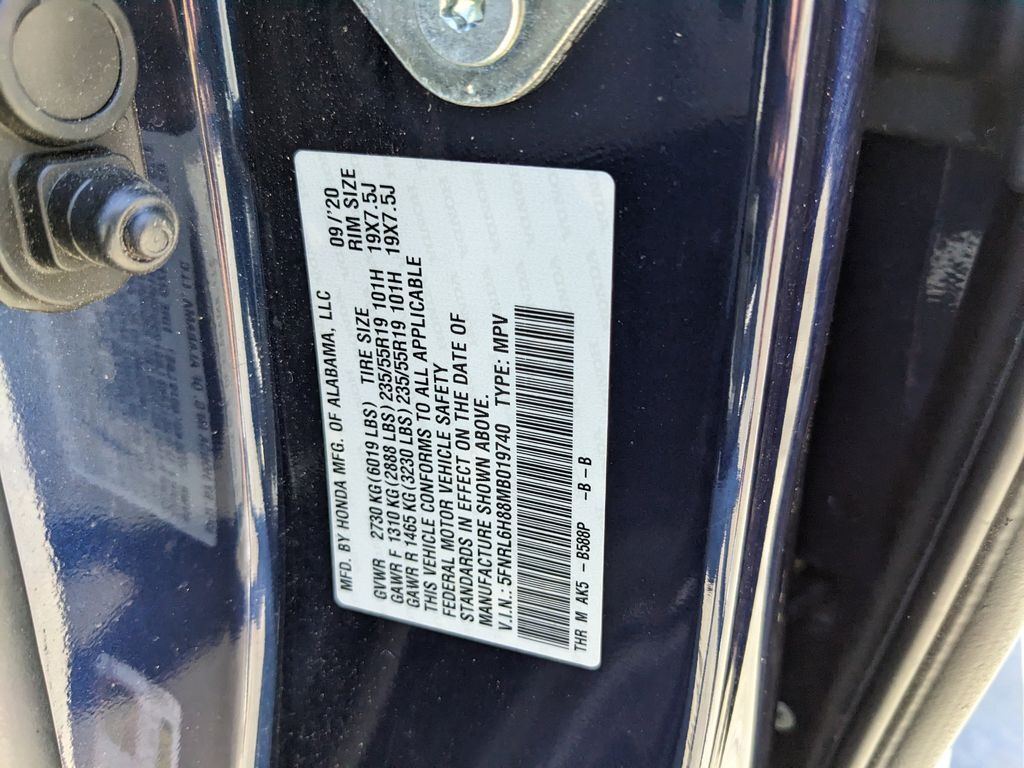 MFD. BY HONDA MFG. OF ALABAMA, LLC 09/'20
GVWR 2730 KG (6019 LBS) TIRE SIZE RIM SIZE
GAWR F 1310 KG (2888 LBS) 235/55R19 101H 19X7.5J
GAWR R 1465 KG (3230 LBS) 235/55R19 101H 19X7.5J
THIS VEHICLE CONFORMS TO ALL APPLICABLE
FEDERAL MOTOR VEHICLE SAFETY
STANDARDS IN EFFECT ON THE DATE OF
MANUFACTURE SHOWN ABOVE.
V.I.N.: 5FNRL6H88MB019740 TYPE: MPV
THR M AK5 -B588P -B -B